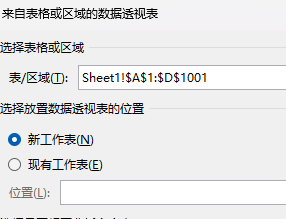 来自表格或区域的数据透视表
选择表格或区域
表/区域(T): Sheet1!$A$1:$D$1001
选择放置数据透视表的位置
新工作表(N)
现有工作表(E)
位置(L):